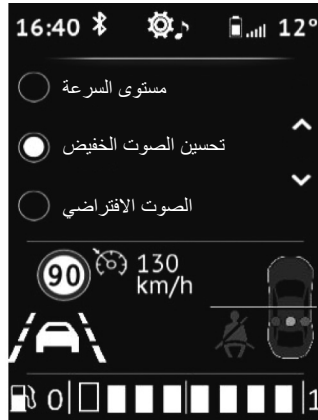 16:40 12°
مستوى السرعة
تحسين الصوت الخفيض
الصوت الافتراضي
90 130
km/h
0 1